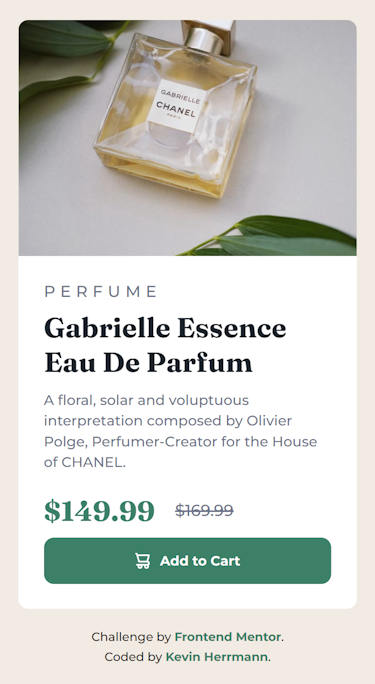 GABRIELLE
CHANEL
PARIS
PERFUME
Gabrielle Essence
Eau De Parfum
A floral, solar and voluptuous
interpretation composed by Olivier
Polge, Perfumer-Creator for the House
of CHANEL.
$149.99 $169.99
Add to Cart
Challenge by Frontend Mentor.
Coded by Kevin Herrmann.